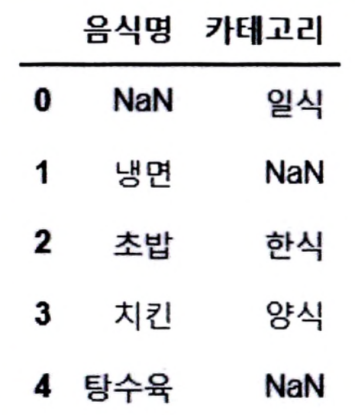 음식명 카테고리
0 NaN 일식
1 냉면 NaN
2 초밥 한식
3 치킨 양식
4 탕수육 NaN